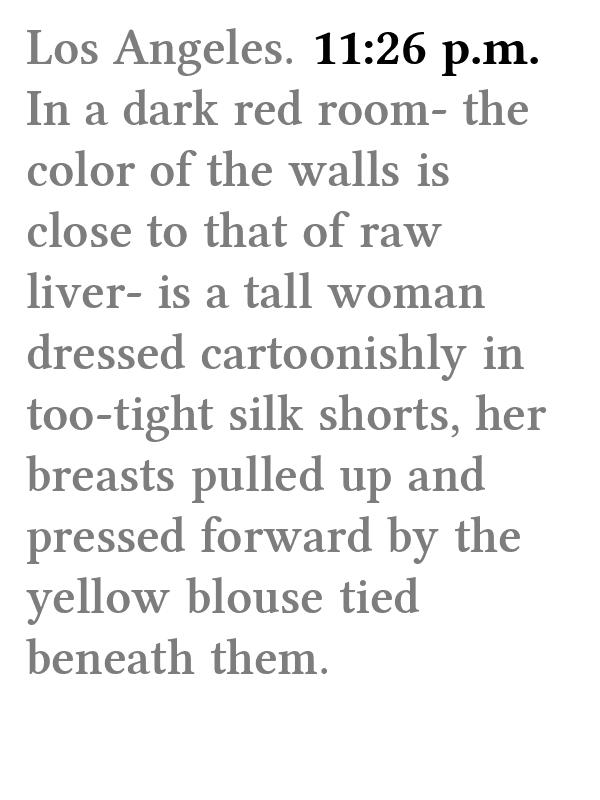 Los Angeles. 11:26 p.m.
In a dark red room- the
color of the walls is
close to that of raw
liver- is a tall woman
dressed cartoonishly in
too-tight silk shorts, her
breasts pulled up and
pressed forward by the
yellow blouse tied
beneath them.